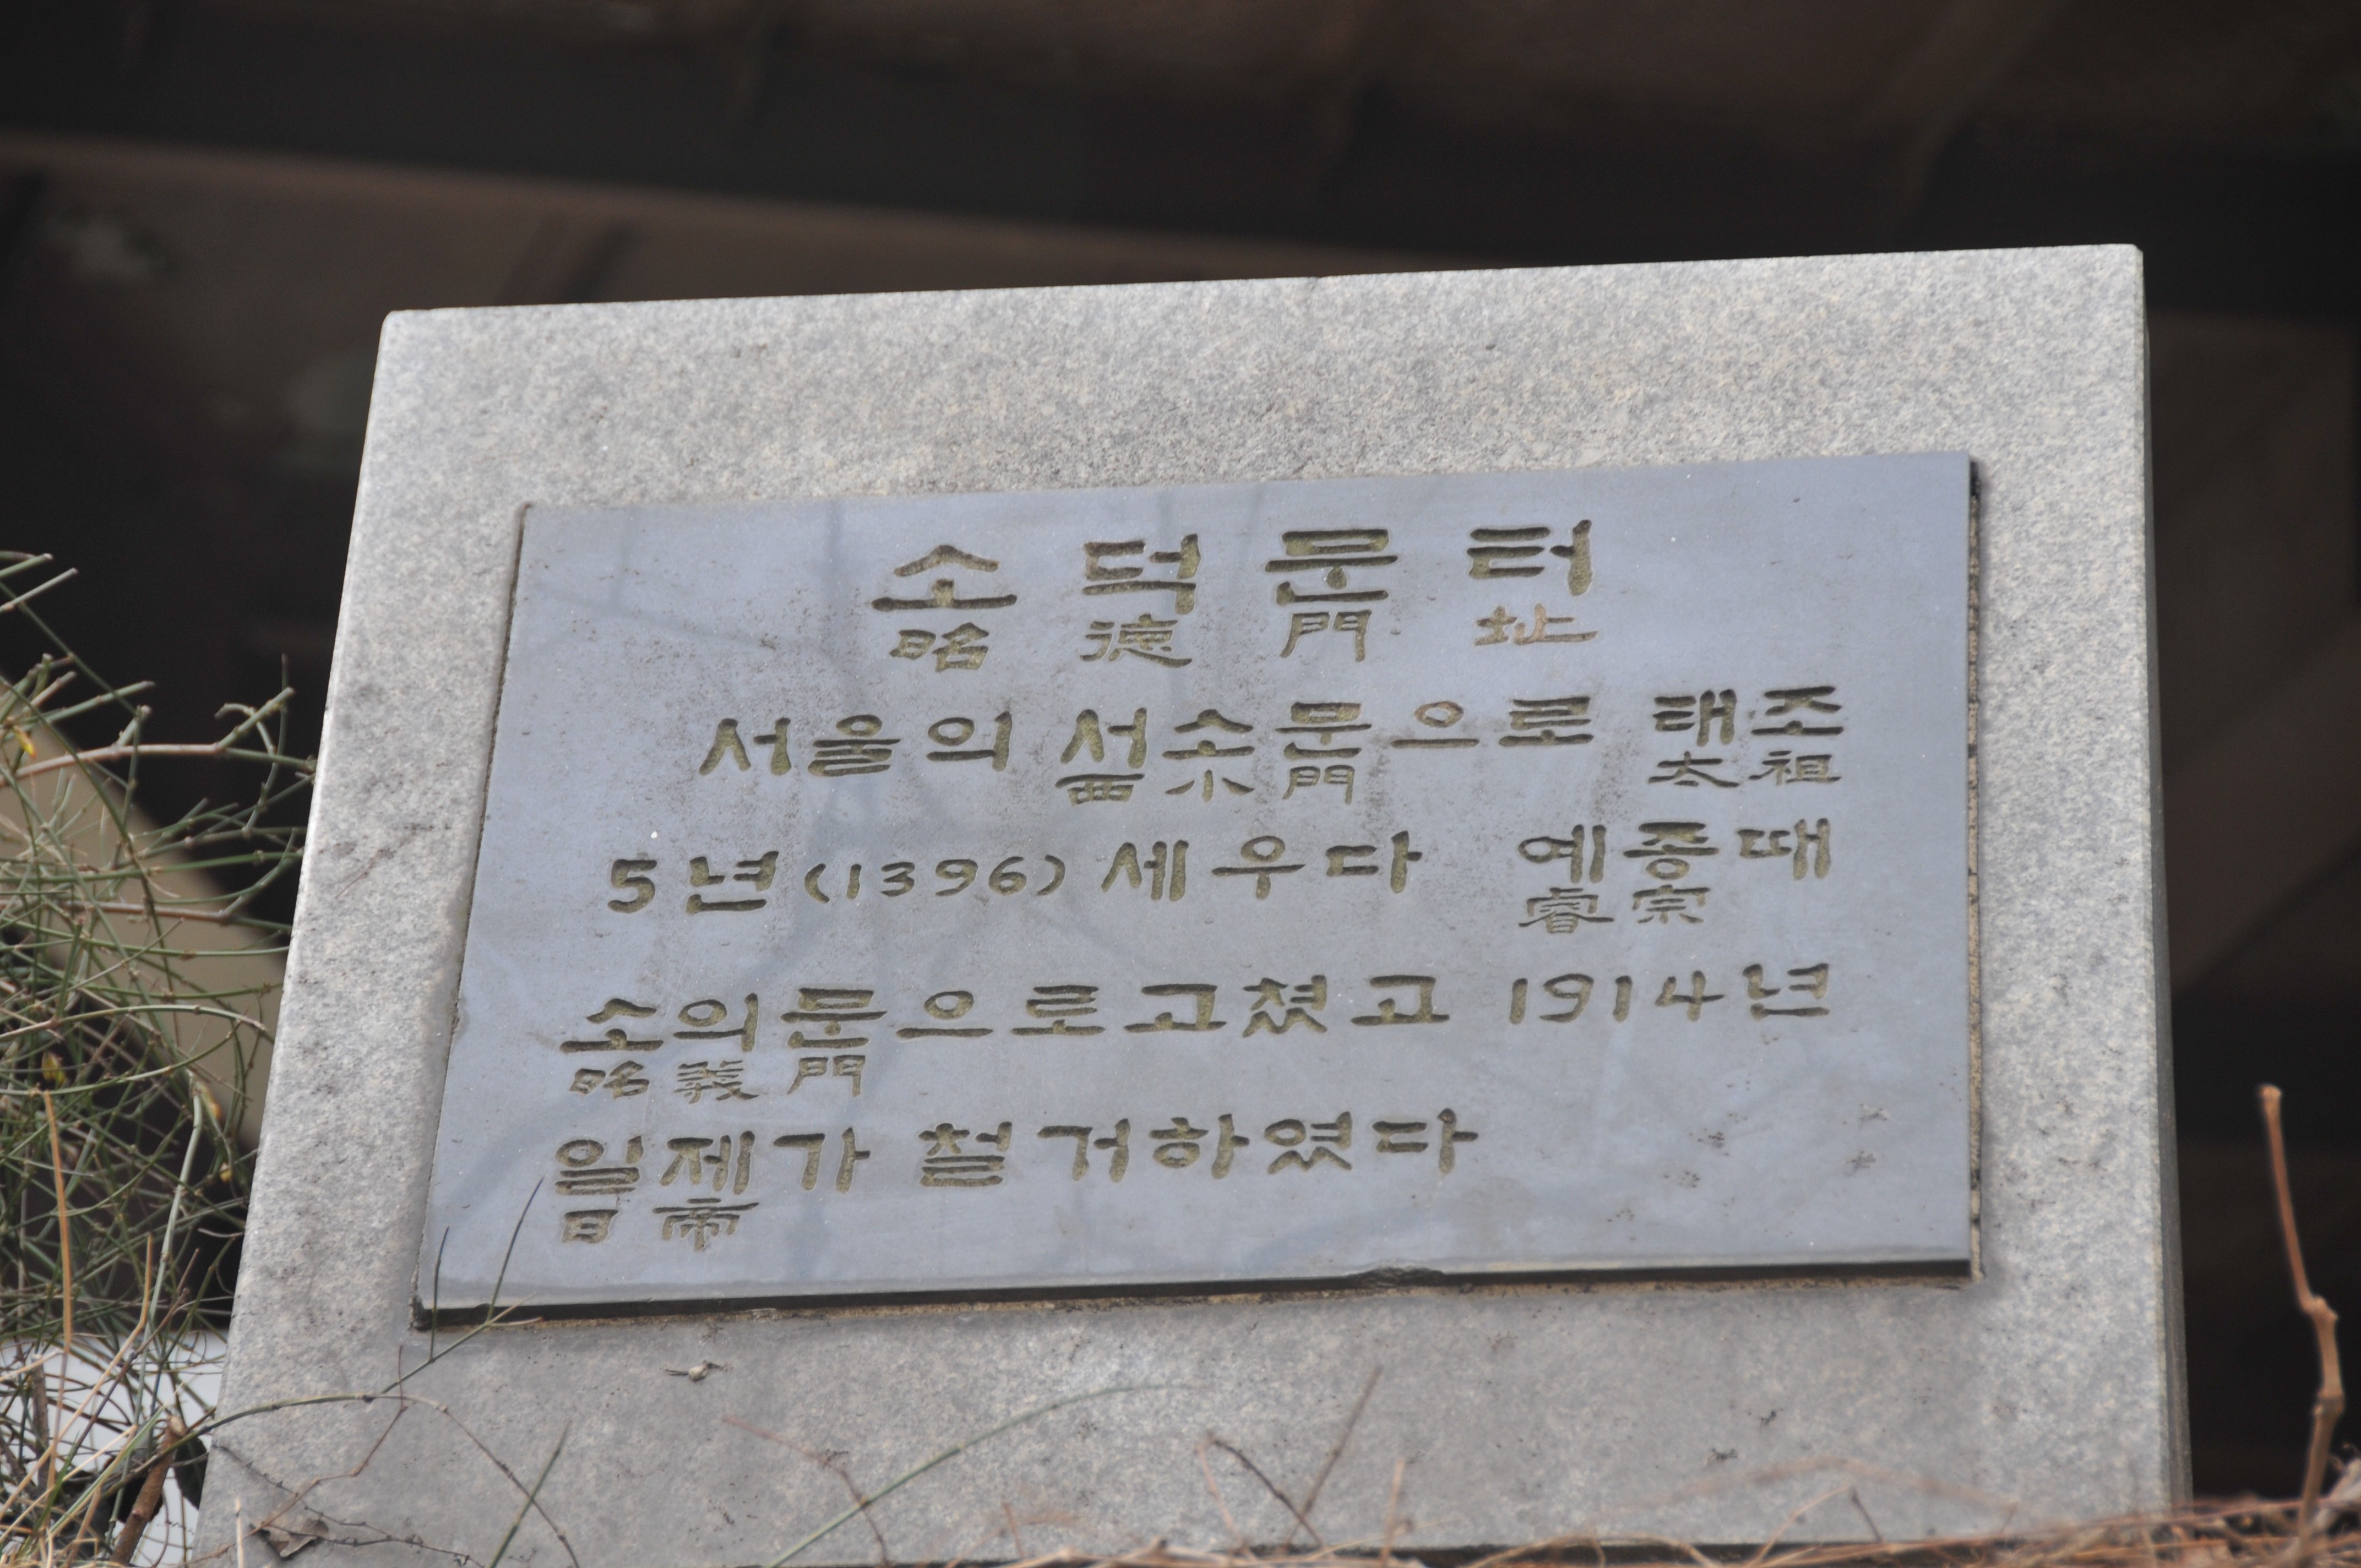 소덕문터
昭德門址
서울의 서소문으로 태조
西小門 太祖
5년(1396) 세우다 예종때
睿宗
소의문으로고쳤고 1914년
昭義門
일제가 철거하였다
日帝